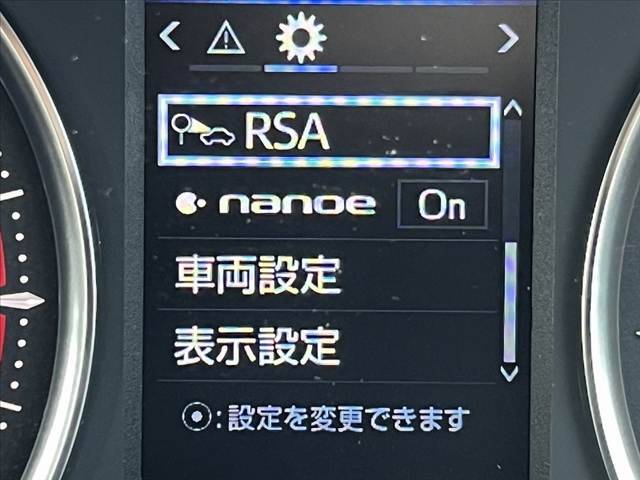 RSA
nanoe On
車両設定
表示設定
:設定を変更できます